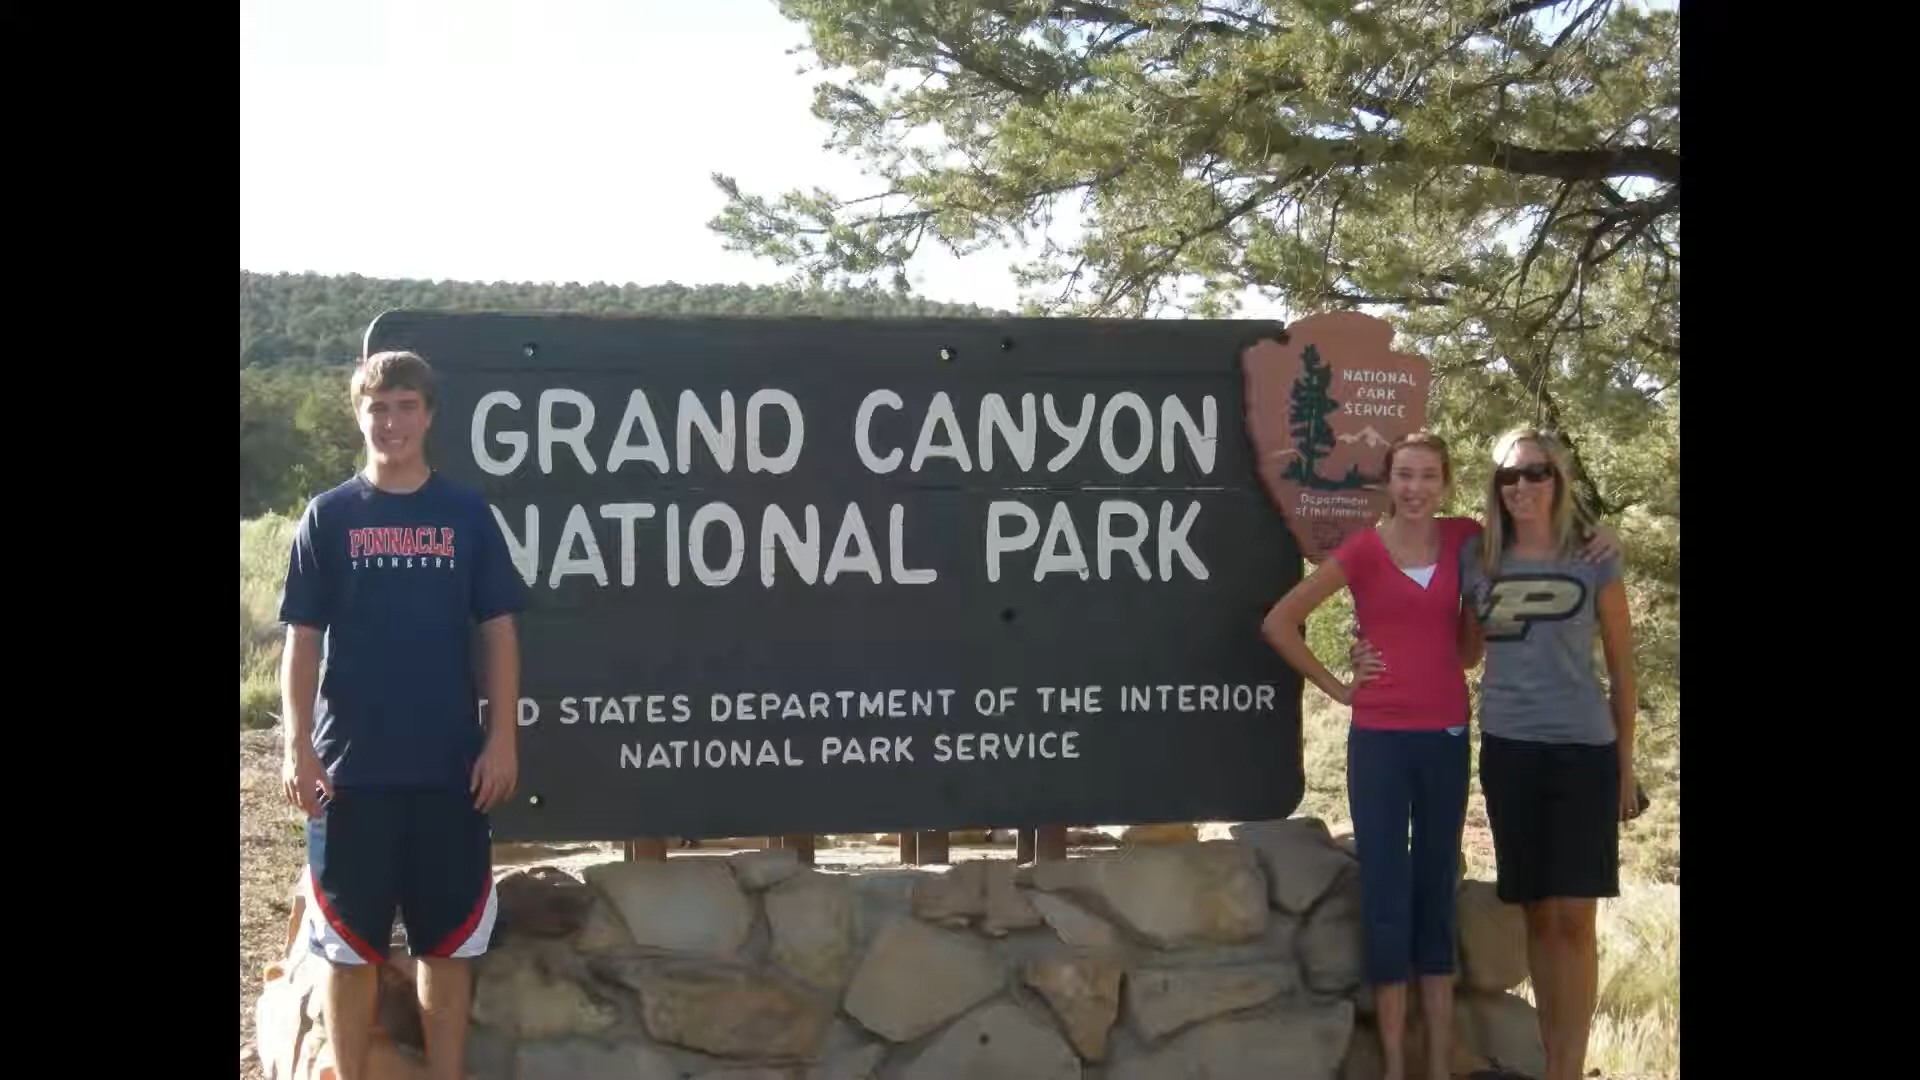 GRAND CANYON
NATIONAL PARK
STATES DEPARTMENT OF THE INTERIOR
NATIONAL PARK SERVICE
NATIONAL
PARK
SERVICE
Department
of the Interior
PINNACLE
PIONEERS
P